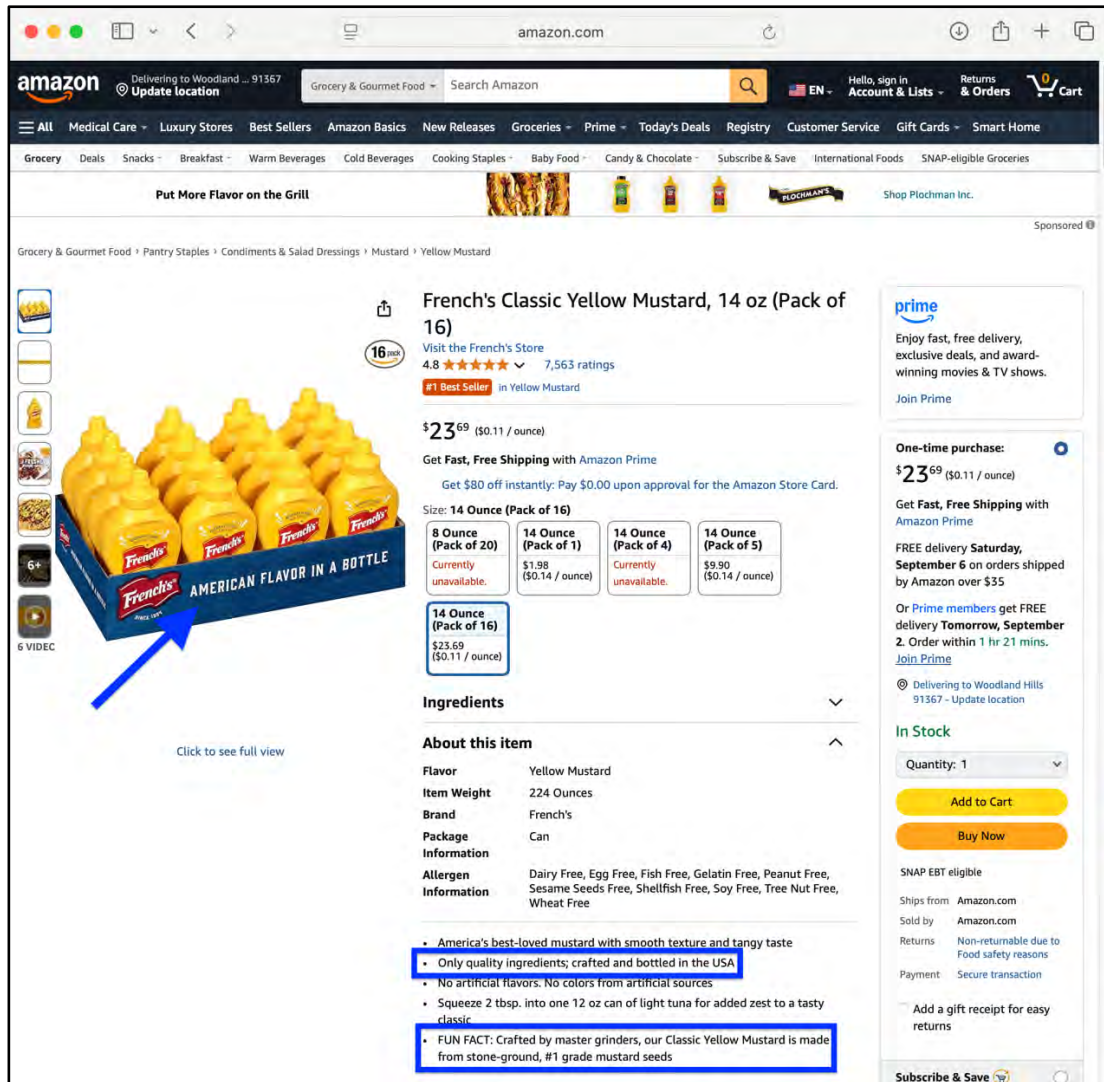 amazon.com
amazon
Delivering to Woodland ... 91367
Update location
Grocery & Gourmet Food
Search Amazon
EN
Hello, sign in
Account & Lists
Returns
& Orders
0
Cart
All Medical Care Luxury Stores Best Sellers Amazon Basics New Releases Groceries Prime Today's Deals Registry Customer Service Gift Cards Smart Home
Grocery Deals Snacks Breakfast Warm Beverages Cold Beverages Cooking Staples Baby Food Candy & Chocolate Subscribe & Save International Foods SNAP-eligible Groceries
Put More Flavor on the Grill
PLOCHMAN'S
Shop Plochman Inc.
Sponsored
Grocery & Gourmet Food › Pantry Staples › Condiments & Salad Dressings › Mustard › Yellow Mustard
16 pack
French's
French's
French's
French's
French's
SINCE 1904
AMERICAN FLAVOR IN A BOTTLE
6+
6 VIDEC
Click to see full view
French's Classic Yellow Mustard, 14 oz (Pack of
16)
Visit the French's Store
4.8 7,563 ratings
#1 Best Seller in Yellow Mustard
$23 69 ($0.11 / ounce)
Get Fast, Free Shipping with Amazon Prime
Get $80 off instantly: Pay $0.00 upon approval for the Amazon Store Card.
Size: 14 Ounce (Pack of 16)
8 Ounce
(Pack of 20)
Currently
unavailable.
14 Ounce
(Pack of 1)
$1.98
($0.14 / ounce)
14 Ounce
(Pack of 4)
Currently
unavailable.
14 Ounce
(Pack of 5)
$9.90
($0.14 / ounce)
14 Ounce
(Pack of 16)
$23.69
($0.11 / ounce)
Ingredients
About this item
Flavor Yellow Mustard
Item Weight 224 Ounces
Brand French's
Package Can
Information
Allergen Dairy Free, Egg Free, Fish Free, Gelatin Free, Peanut Free,
Information Sesame Seeds Free, Shellfish Free, Soy Free, Tree Nut Free,
Wheat Free
• America's best-loved mustard with smooth texture and tangy taste
• Only quality ingredients; crafted and bottled in the USA
• No artificial flavors. No colors from artificial sources
• Squeeze 2 tbsp. into one 12 oz can of light tuna for added zest to a tasty
classic
• FUN FACT: Crafted by master grinders, our Classic Yellow Mustard is made
from stone-ground, #1 grade mustard seeds
prime
Enjoy fast, free delivery,
exclusive deals, and award-
winning movies & TV shows.
Join Prime
One-time purchase:
$23 69 ($0.11 / ounce)
Get Fast, Free Shipping with
Amazon Prime
FREE delivery Saturday,
September 6 on orders shipped
by Amazon over $35
Or Prime members get FREE
delivery Tomorrow, September
2. Order within 1 hr 21 mins.
Join Prime
Delivering to Woodland Hills
91367 - Update location
In Stock
Quantity: 1
Add to Cart
Buy Now
SNAP EBT eligible
Ships from Amazon.com
Sold by Amazon.com
Returns Non-returnable due to
Food safety reasons
Payment Secure transaction
Add a gift receipt for easy
returns
Subscribe & Save